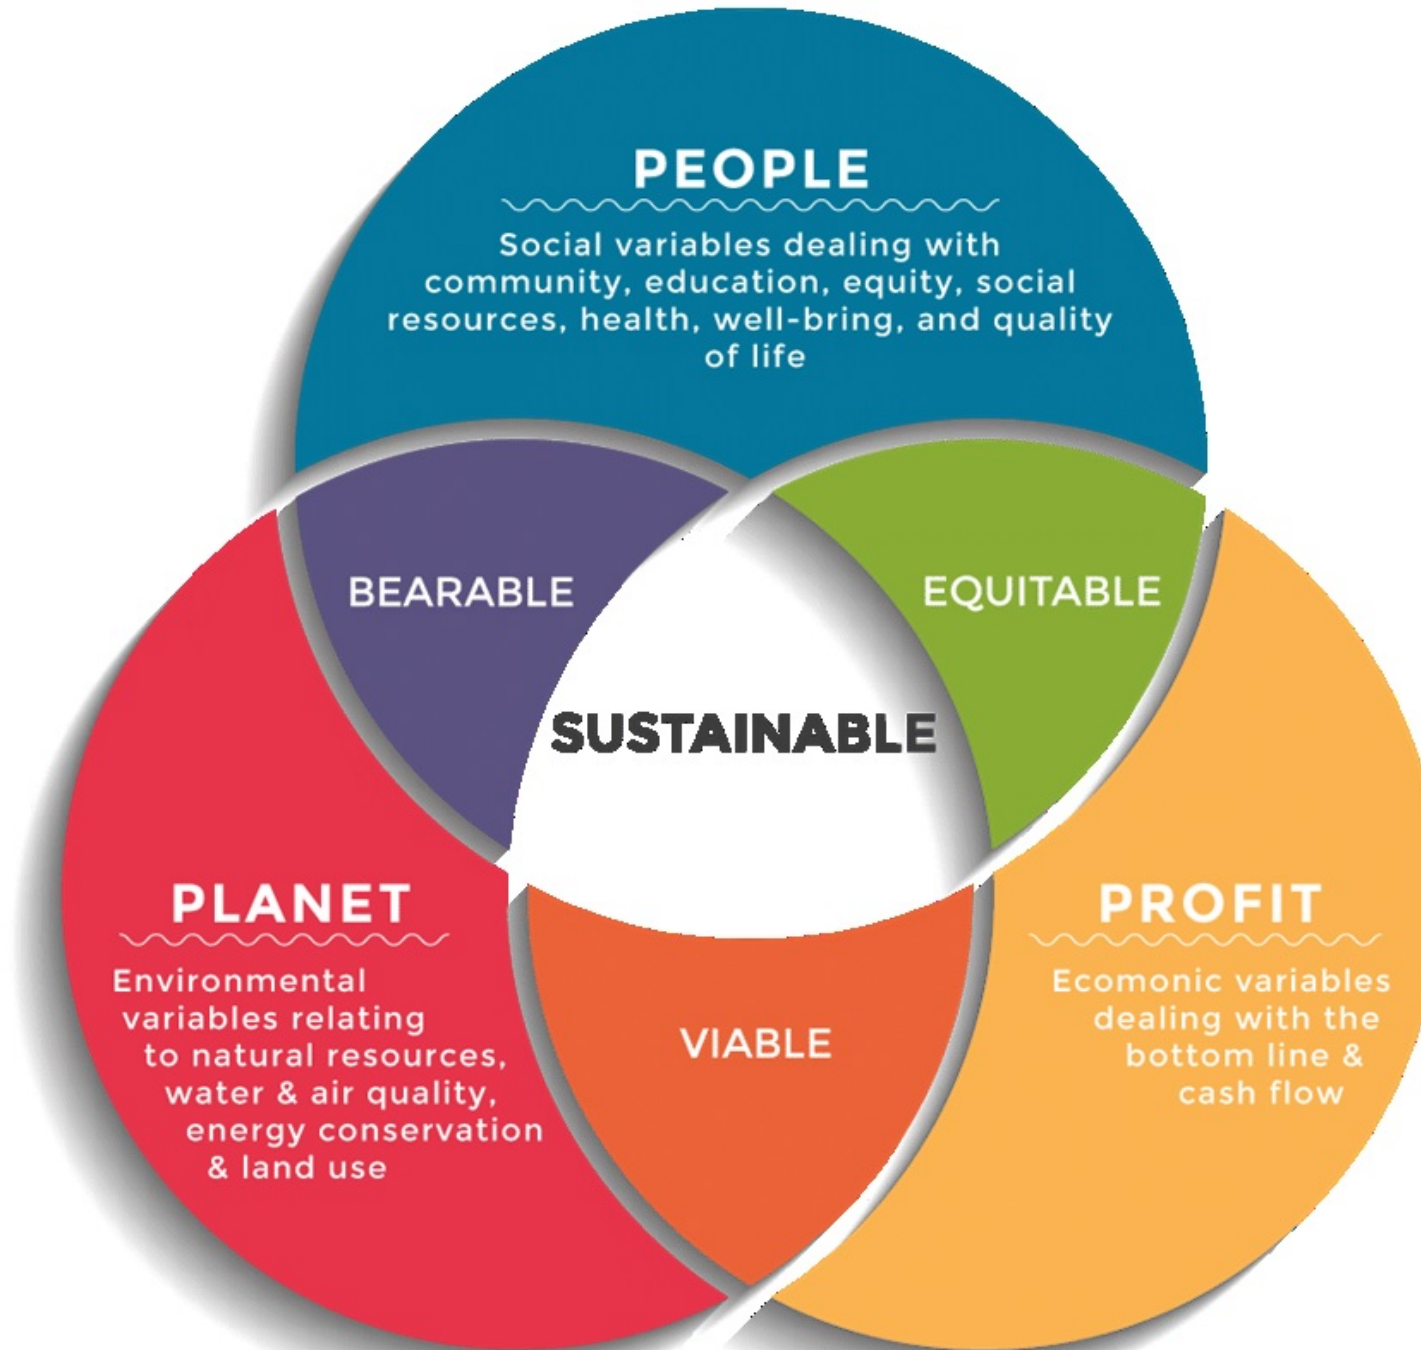 PEOPLE
Social variables dealing with
community, education, equity, social
resources, health, well-bring, and quality
of life
BEARABLE
EQUITABLE
SUSTAINABLE
PLANET
Environmental
variables relating
to natural resources,
water & air quality,
energy conservation
& land use
VIABLE
PROFIT
Ecomonic variables
dealing with the
bottom line &
cash flow